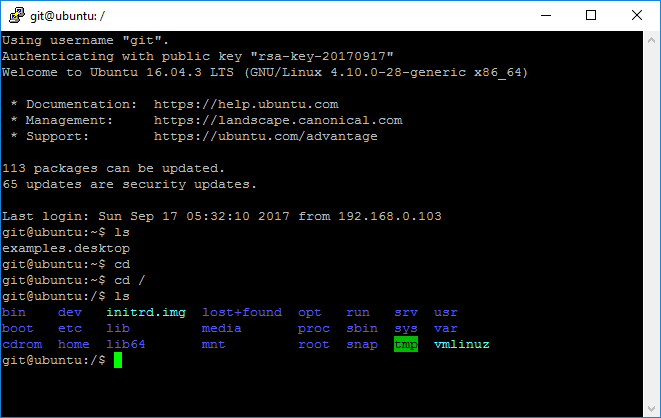 git@ubuntu: /
Using username "git".
Authenticating with public key "rsa-key-20170917"
Welcome to Ubuntu 16.04.3 LTS (GNU/Linux 4.10.0-28-generic x86_64)
* Documentation:  https://help.ubuntu.com
* Management:     https://landscape.canonical.com
* Support:        https://ubuntu.com/advantage
113 packages can be updated.
65 updates are security updates.
Last login: Sun Sep 17 05:32:10 2017 from 192.168.0.103
git@ubuntu:~$ ls
examples.desktop
git@ubuntu:~$ cd
git@ubuntu:~$ cd /
git@ubuntu:/$ ls
bin    dev   initrd.img  lost+found  opt   run   srv  usr
boot   etc   lib         media       proc  sbin  sys  var
cdrom  home  lib64       mnt         root  snap  tmp  vmlinuz
git@ubuntu:/$